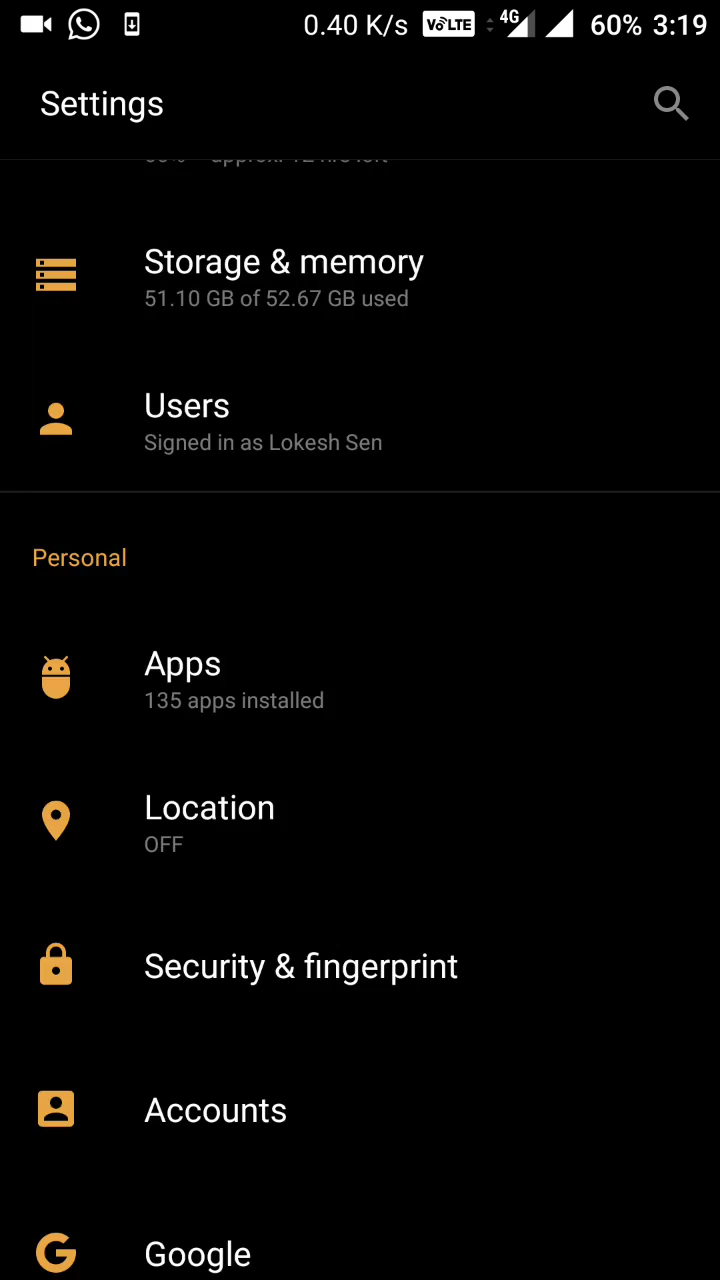 0.40 K/s VoLTE 4G 60% 3:19
Settings
Storage & memory
51.10 GB of 52.67 GB used
Users
Signed in as Lokesh Sen
Personal
Apps
135 apps installed
Location
OFF
Security & fingerprint
Accounts
Google